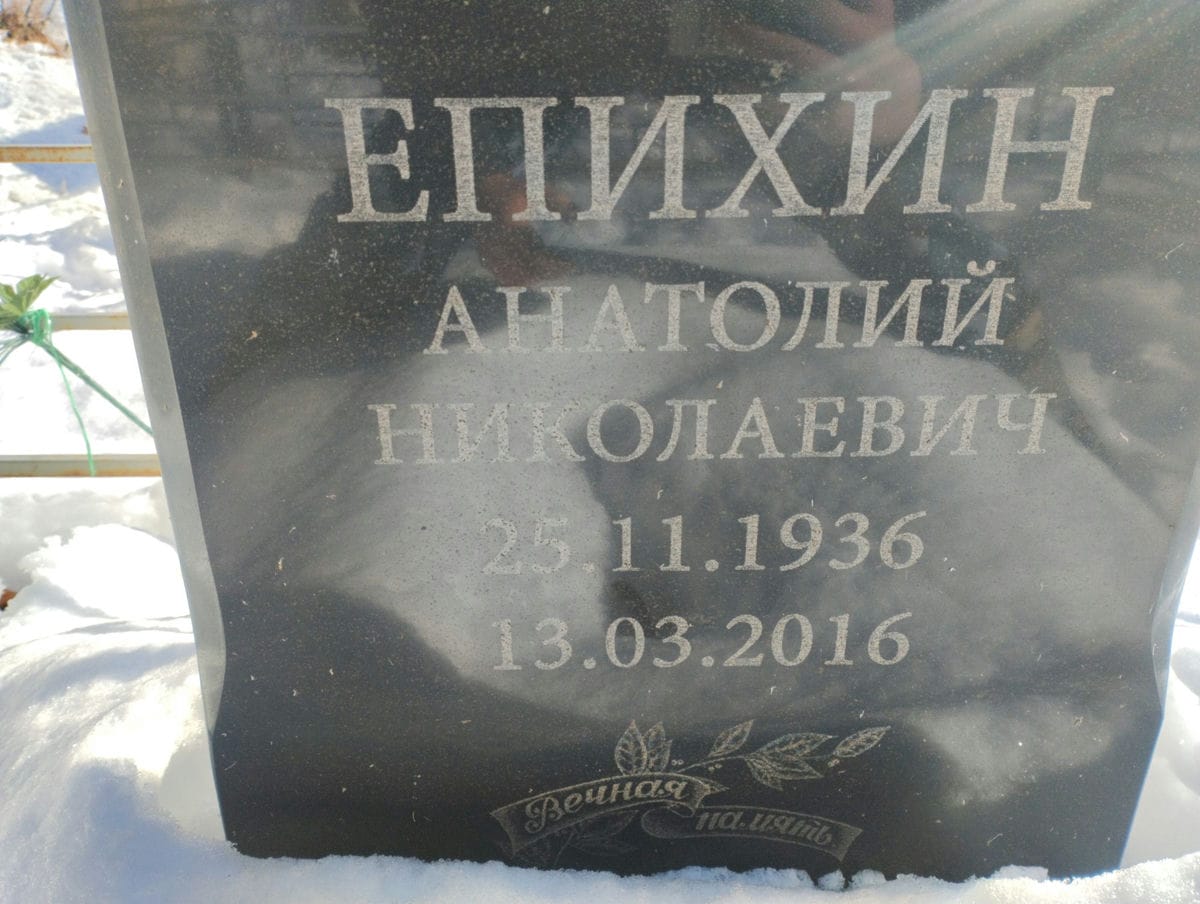 ЕПИХИН
АНАТОЛИЙ
НИКОЛАЕВИЧ
25.11.1936
13.03.2016
Вечная
память